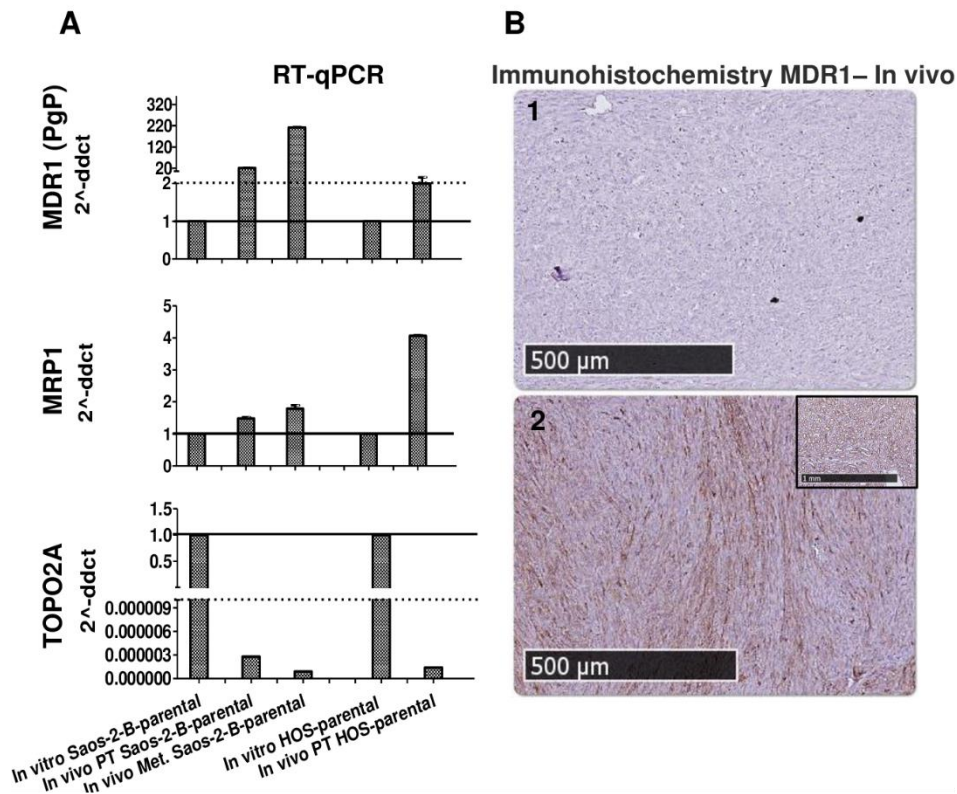 A
B
RT-qPCR
Immunohistochemistry MDR1– In vivo
MDR1 (PgP)
2^-ddct
320
220
120
20
2
1
0
MRP1
2^-ddct
5
4
3
2
1
0
TOPO2A
2^-ddct
1.5
1.0
0.5
0.000009
0.000006
0.000003
0.000000
In vitro Saos-2-B-parental
In vivo PT Saos-2-B-parental
In vivo Met. Saos-2-B-parental
In vitro HOS-parental
In vivo PT HOS-parental
1
500 µm
2
1 mm
500 µm